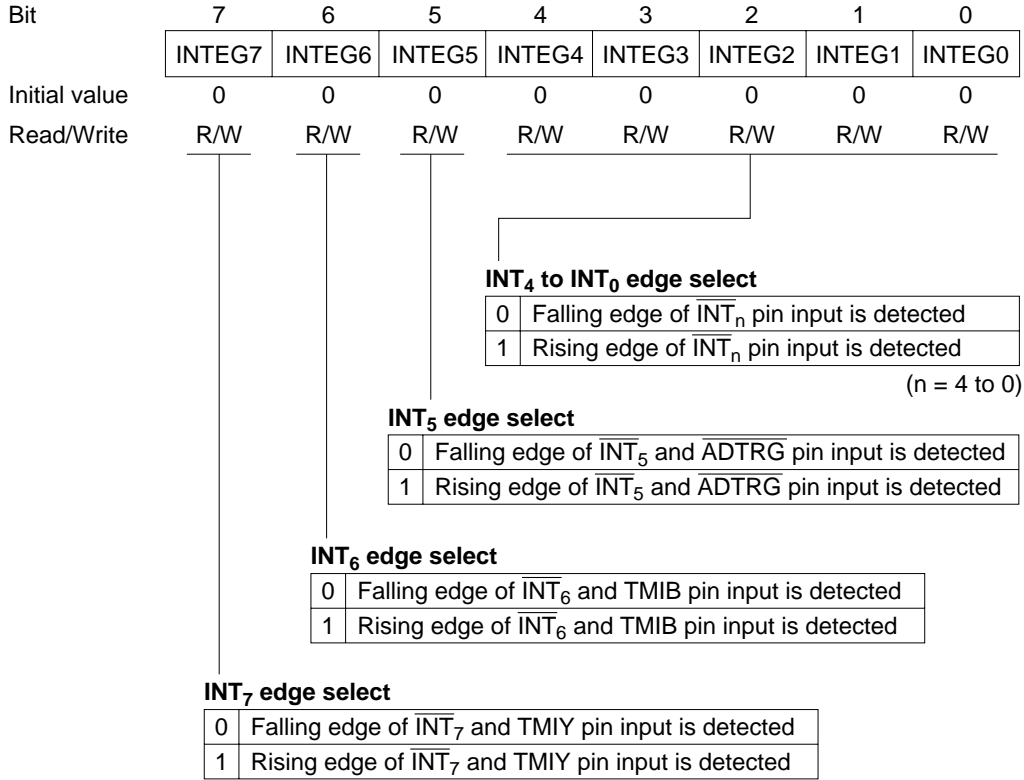 Bit 7 6 5 4 3 2 1 0
INTEG7 INTEG6 INTEG5 INTEG4 INTEG3 INTEG2 INTEG1 INTEG0
Initial value 0 0 0 0 0 0 0 0
Read/Write R/W R/W R/W R/W R/W R/W R/W R/W
INT4 to INT0 edge select
0 Falling edge of INTn pin input is detected
1 Rising edge of INTn pin input is detected
(n = 4 to 0)
INT5 edge select
0 Falling edge of INT5 and ADTRG pin input is detected
1 Rising edge of INT5 and ADTRG pin input is detected
INT6 edge select
0 Falling edge of INT6 and TMIB pin input is detected
1 Rising edge of INT6 and TMIB pin input is detected
INT7 edge select
0 Falling edge of INT7 and TMIY pin input is detected
1 Rising edge of INT7 and TMIY pin input is detected